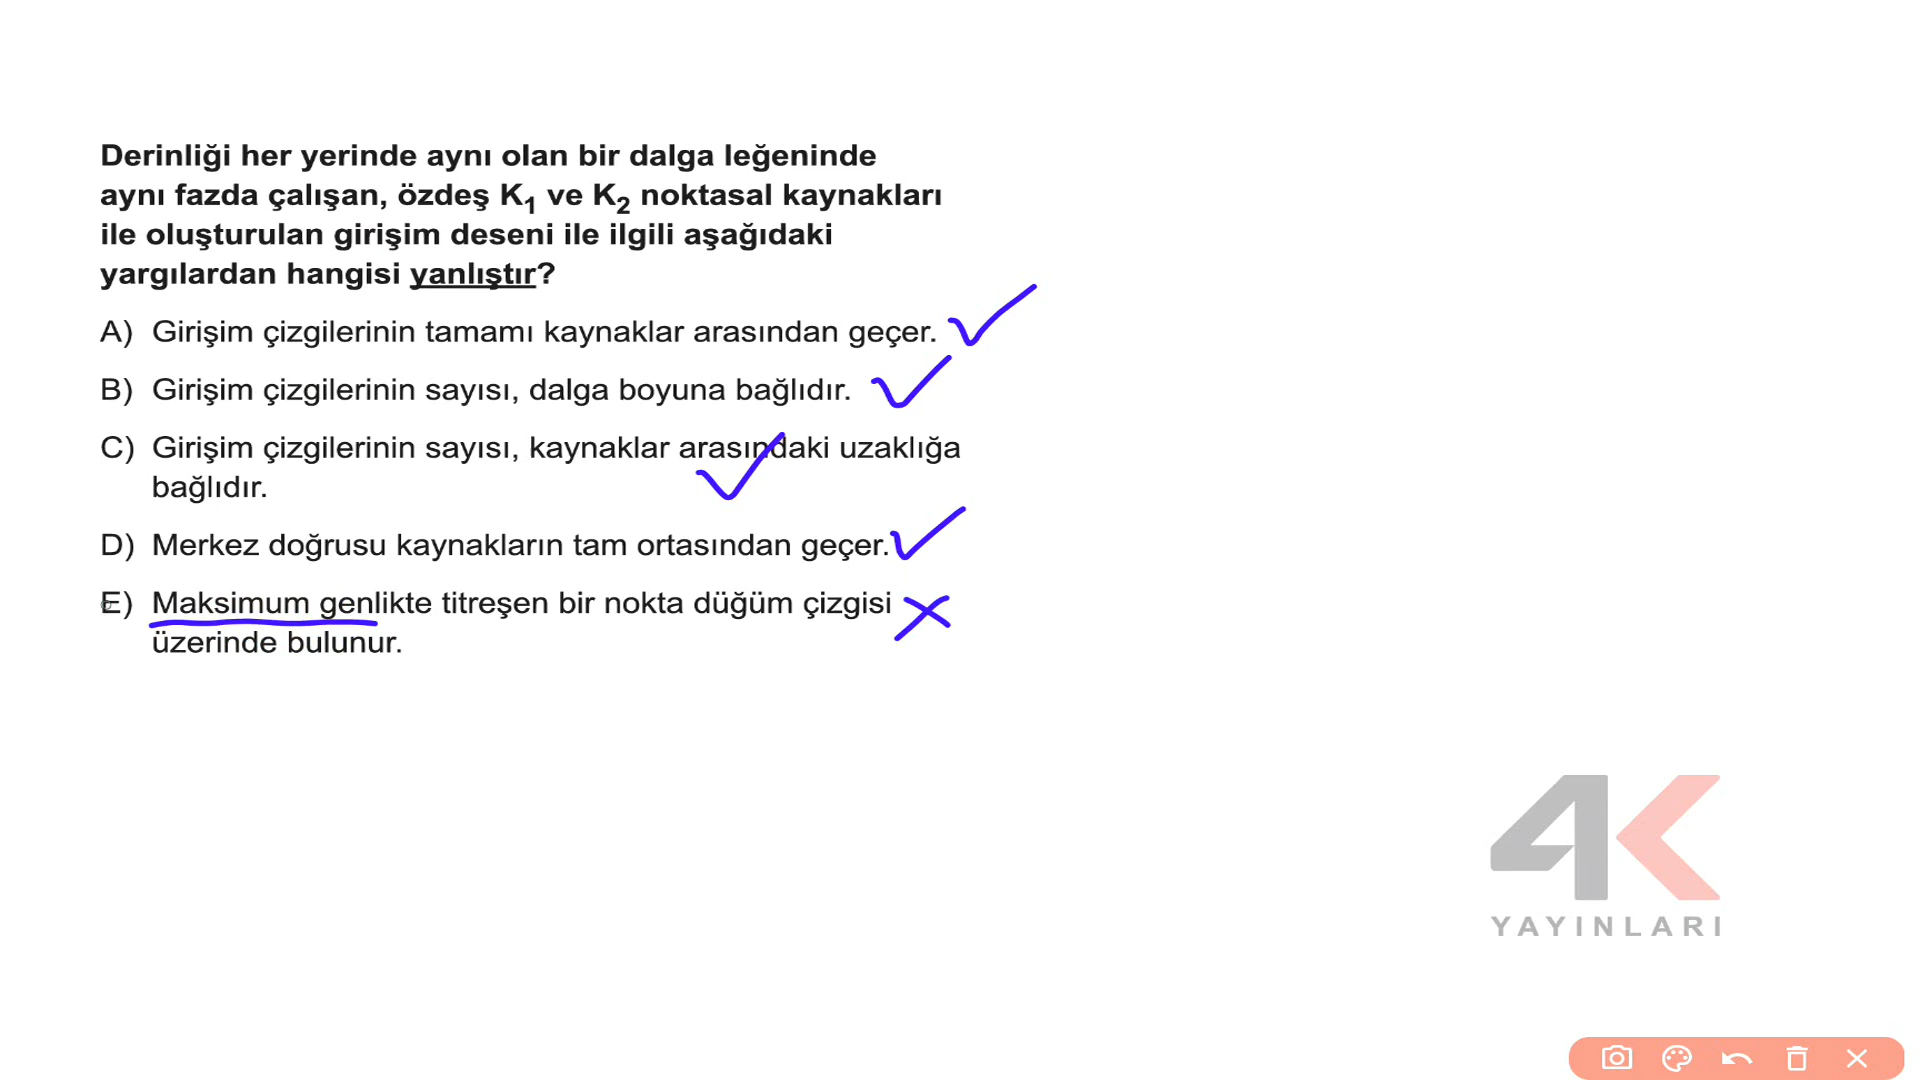 Derinliği her yerinde aynı olan bir dalga leğeninde
aynı fazda çalışan, özdeş K₁ ve K₂ noktasal kaynakları
ile oluşturulan girişim deseni ile ilgili aşağıdaki
yargılardan hangisi yanlıştır?
A) Girişim çizgilerinin tamamı kaynaklar arasından geçer.
B) Girişim çizgilerinin sayısı, dalga boyuna bağlıdır.
C) Girişim çizgilerinin sayısı, kaynaklar arasındaki uzaklığa
bağlıdır.
D) Merkez doğrusu kaynakların tam ortasından geçer.
E) Maksimum genlikte titreşen bir nokta düğüm çizgisi
üzerinde bulunur.
4K
YAYINLARI